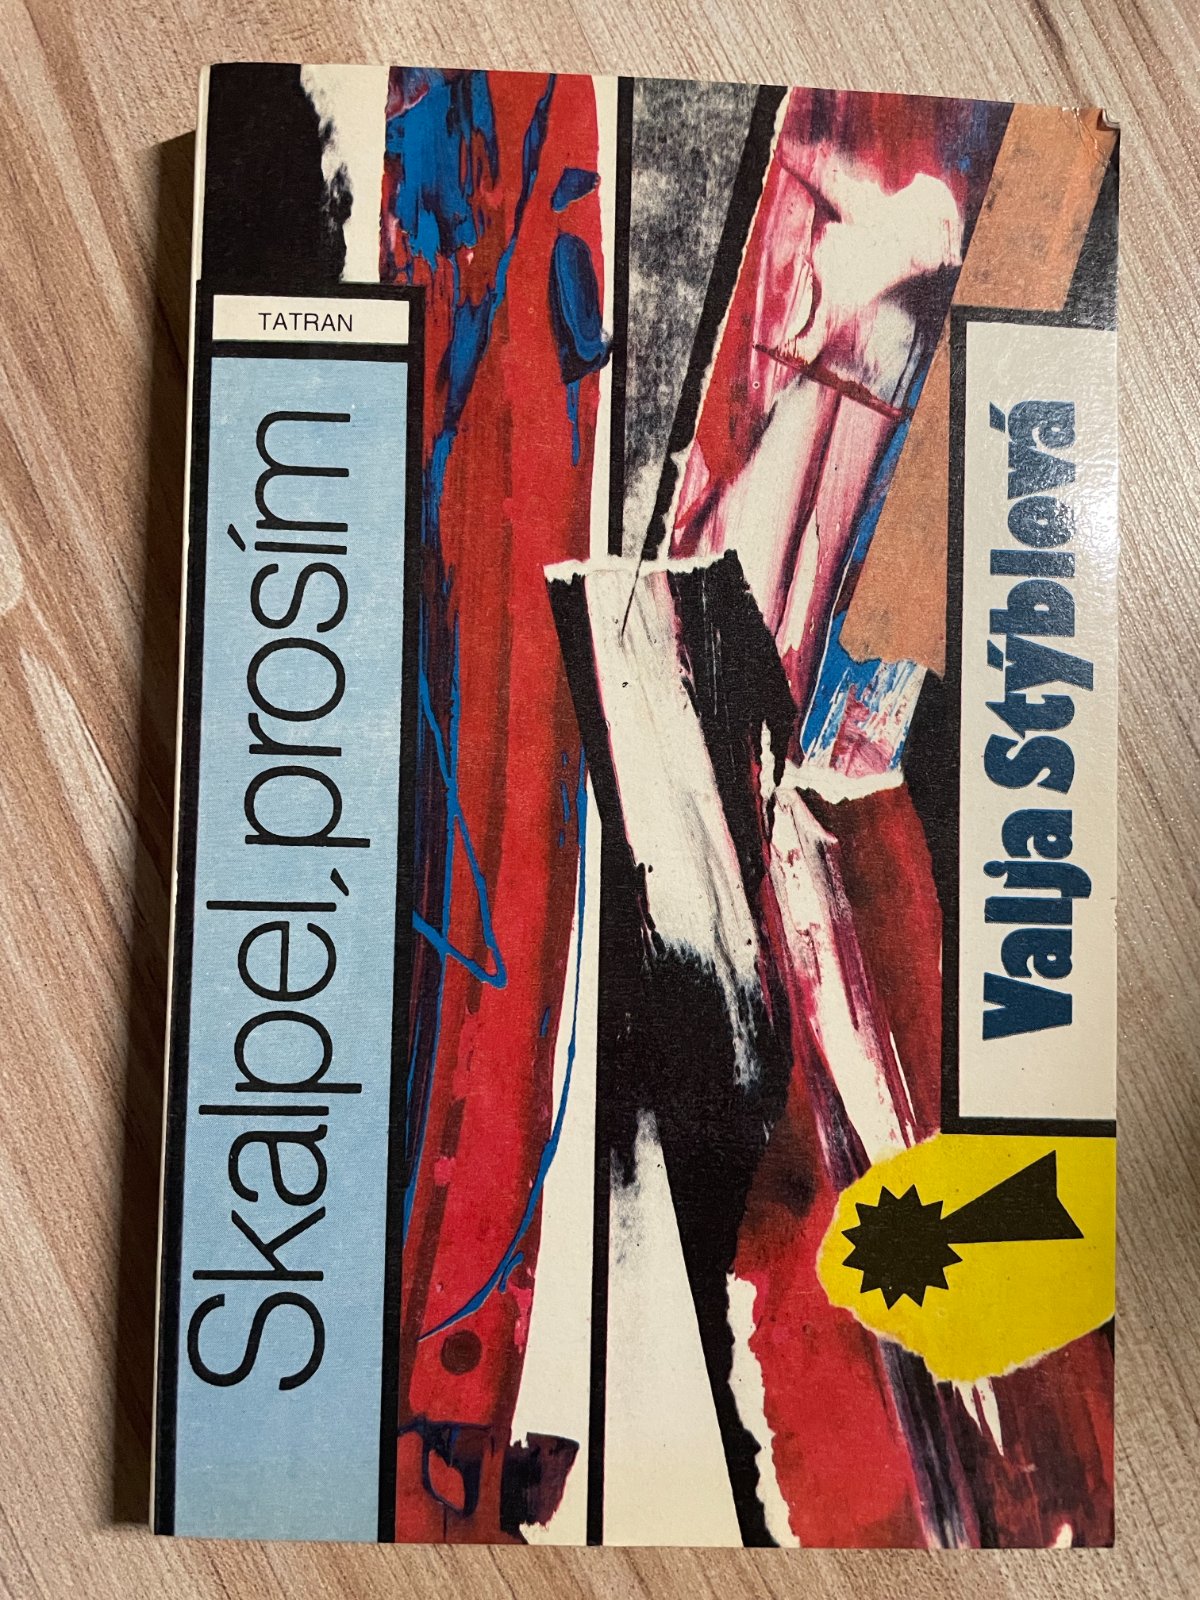 TATRAN
Skalpel, prosím
Valja Stýblová